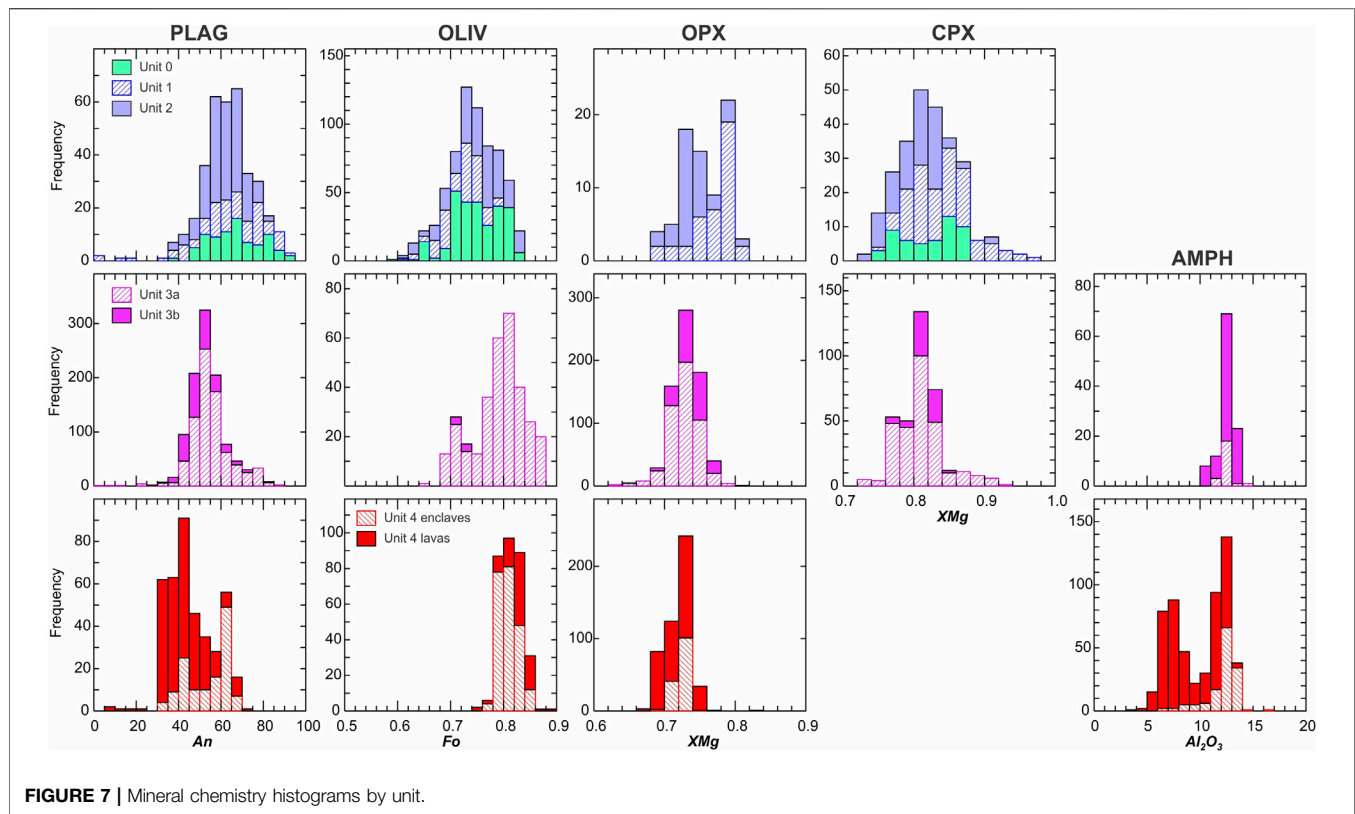 PLAG OLIV OPX CPX
Frequency
60
40
20
0
Unit 0
Unit 1
Unit 2
150
100
50
0
20
10
0
60
50
40
30
20
10
0
AMPH
Frequency
300
200
100
0
Unit 3a
Unit 3b
80
60
40
20
300
200
100
0
150
100
50
0
0.7 0.8 0.9 1.0
XMg
80
60
40
20
0
Frequency
80
60
40
20
0
0 20 40 60 80 100
An
100
80
60
40
20
0
Unit 4 enclaves
Unit 4 lavas
0.5 0.6 0.7 0.8 0.9
Fo
200
100
0
0.6 0.7 0.8 0.9
XMg
150
100
50
0
0 5 10 15 20
Al₂O₃
FIGURE 7 | Mineral chemistry histograms by unit.